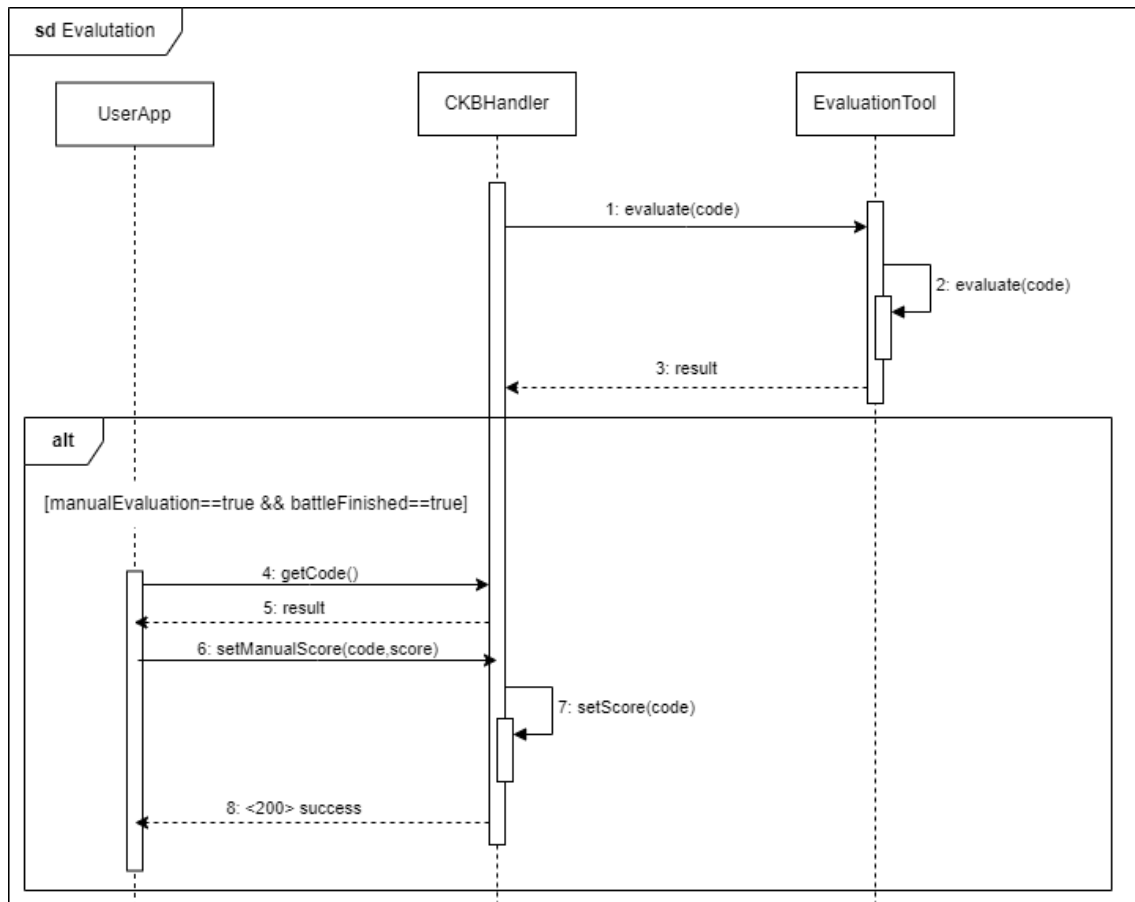 sd Evalutation
UserApp
CKBHandler
EvaluationTool
1: evaluate(code)
2: evaluate(code)
3: result
alt
[manualEvaluation==true && battleFinished==true]
4: getCode()
5: result
6: setManualScore(code,score)
7: setScore(code)
8: <200> success